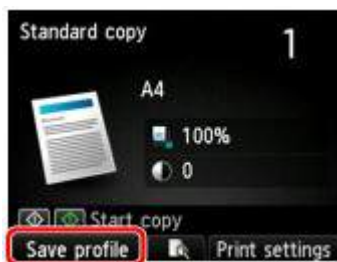 Standard copy
1
A4
100%
0
Start copy
Save profile
Print settings